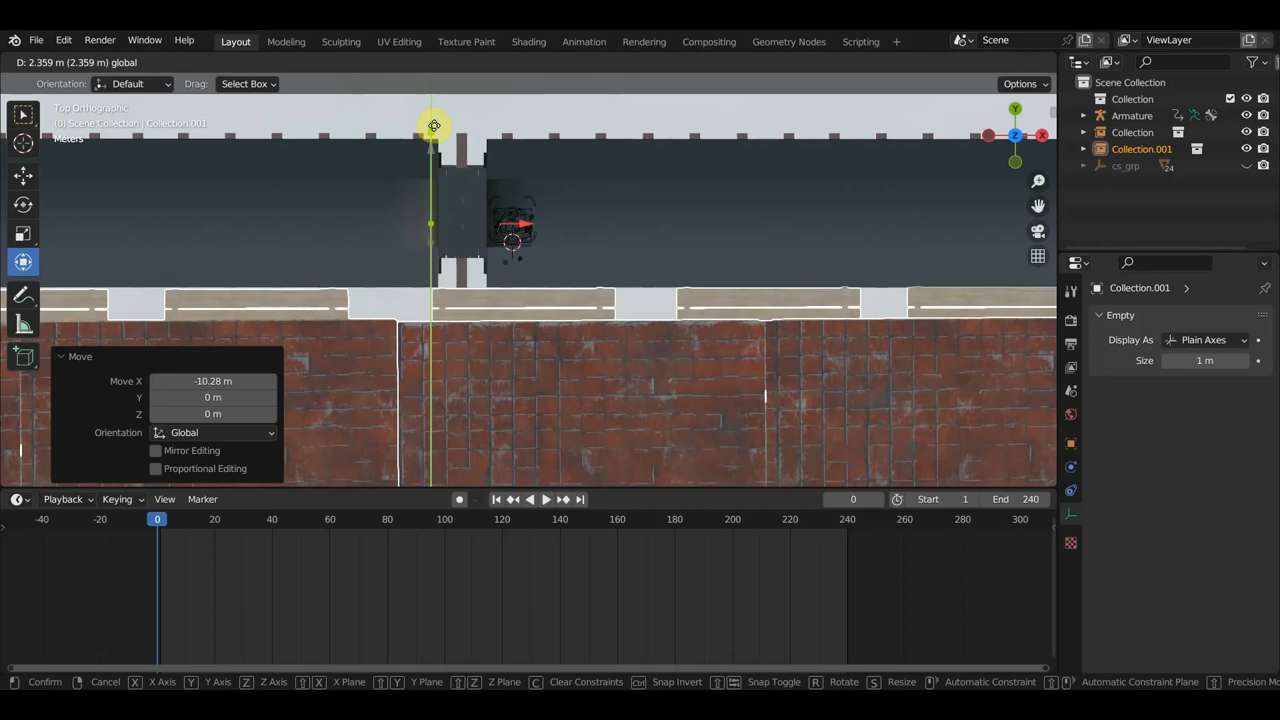 File Edit Render Window Help Layout Modeling Sculpting UV Editing Texture Paint Shading Animation Rendering Compositing Geometry Nodes Scripting + Scene ViewLayer
D: 2.359 m (2.359 m) global
Orientation: Default Drag: Select Box Options
Top Orthographic
(0) Scene Collection | Collection.001
Meters
Y
Z
X
Move
Move X -10.28 m
Y 0 m
Z 0 m
Orientation Global
Mirror Editing
Proportional Editing
Scene Collection
Collection
Armature
Collection
Collection.001
cs_grp 24
Collection.001
Empty
Display As Plain Axes
Size 1 m
Playback Keying View Marker 0 Start 1 End 240
-40 -20 0 20 40 60 80 100 120 140 160 180 200 220 240 260 280 300
Confirm Cancel X X Axis Y Y Axis Z Z Axis X X Plane Y Y Plane Z Z Plane C Clear Constraints Ctrl Snap Invert Snap Toggle R Rotate S Resize Automatic Constraint Automatic Constraint Plane Precision Mo